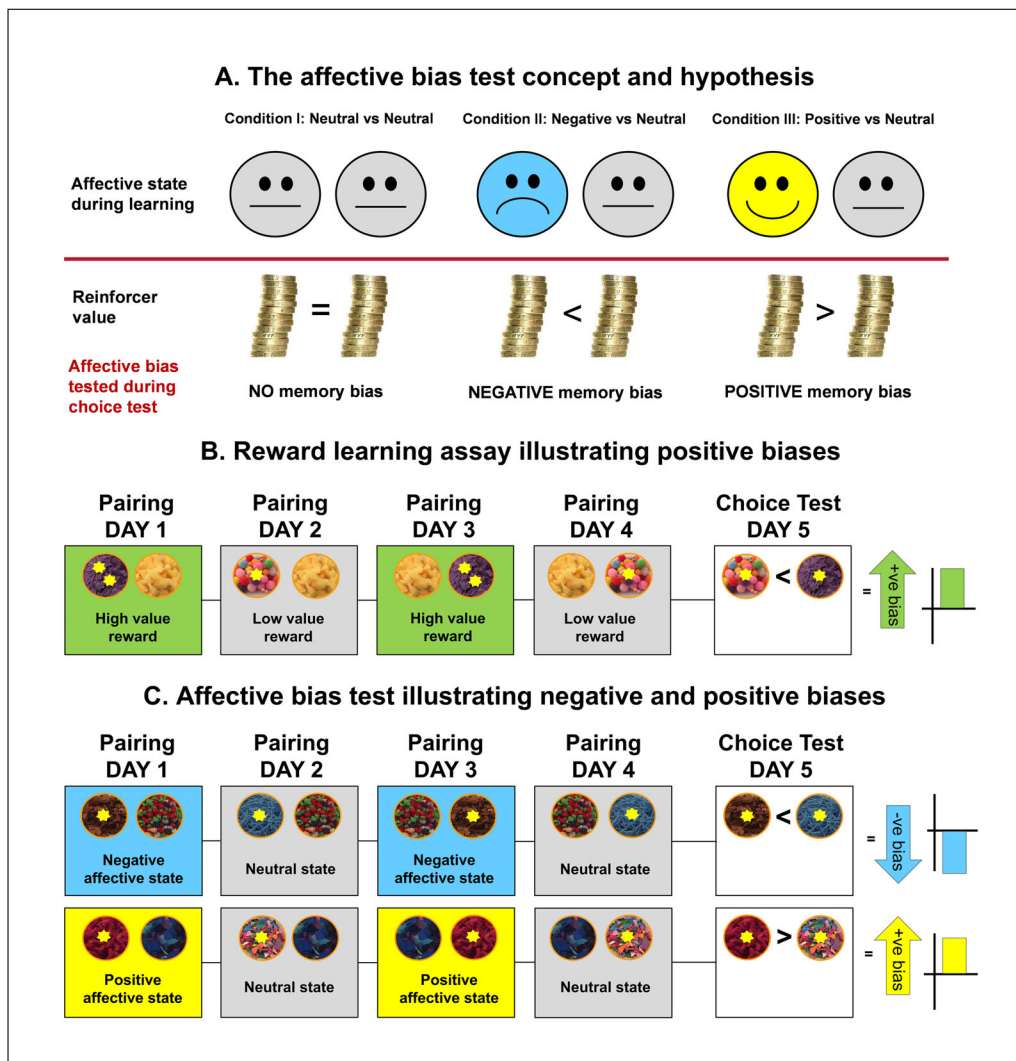 A. The affective bias test concept and hypothesis
Condition I: Neutral vs Neutral
Condition II: Negative vs Neutral
Condition III: Positive vs Neutral
Affective state
during learning
Reinforcer
value
=
<
>
Affective bias
tested during
choice test
NO memory bias
NEGATIVE memory bias
POSITIVE memory bias
B. Reward learning assay illustrating positive biases
Pairing
DAY 1
Pairing
DAY 2
Pairing
DAY 3
Pairing
DAY 4
Choice Test
DAY 5
High value
reward
Low value
reward
High value
reward
Low value
reward
<
=
+ve bias
C. Affective bias test illustrating negative and positive biases
Pairing
DAY 1
Pairing
DAY 2
Pairing
DAY 3
Pairing
DAY 4
Choice Test
DAY 5
Negative
affective state
Neutral state
Negative
affective state
Neutral state
<
=
-ve bias
Positive
affective state
Neutral state
Positive
affective state
Neutral state
>
=
+ve bias